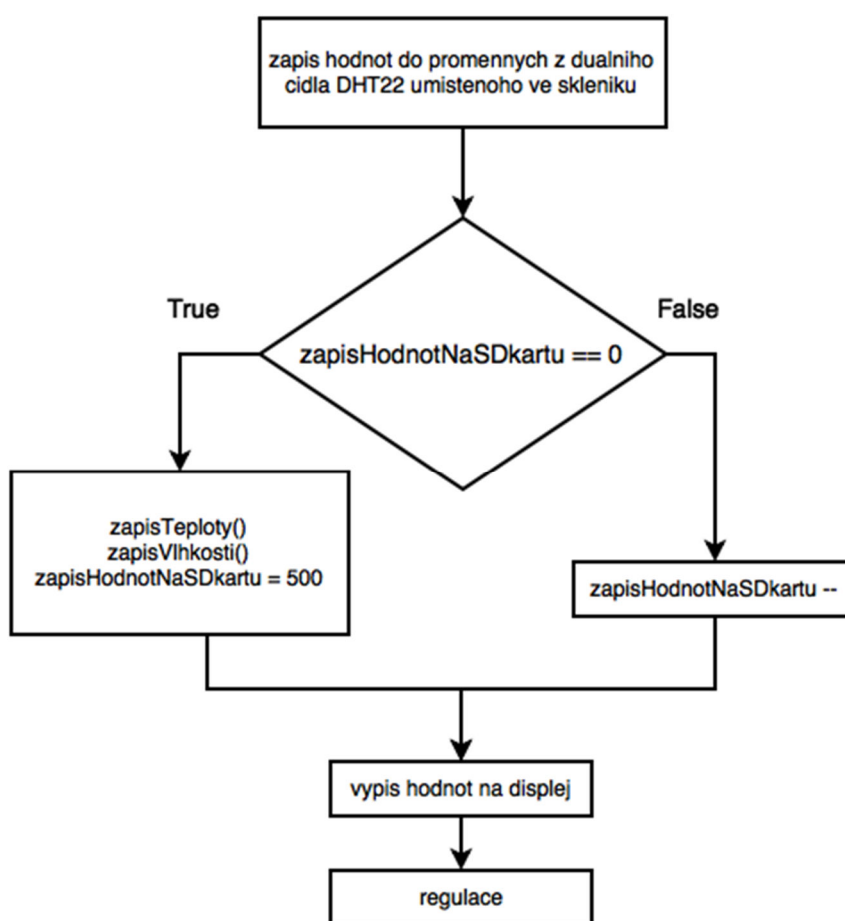 zapis hodnot do promennych z dualniho
cidla DHT22 umistenoho ve skleniku
True
False
zapisHodnotNaSDkartu == 0
zapisTeploty()
zapisVlhkosti()
zapisHodnotNaSDkartu = 500
zapisHodnotNaSDkartu --
vypis hodnot na displej
regulace